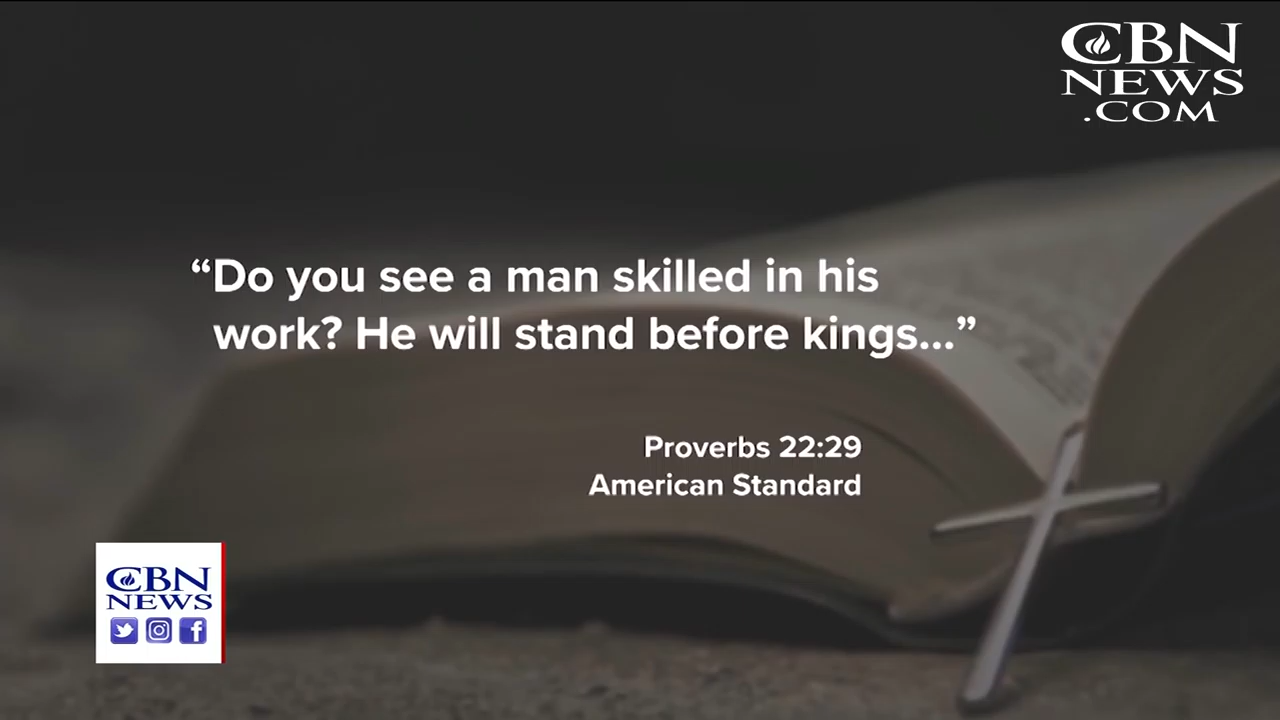 CBN
NEWS
.COM
“Do you see a man skilled in his
work? He will stand before kings...”
Proverbs 22:29
American Standard
CBN
NEWS